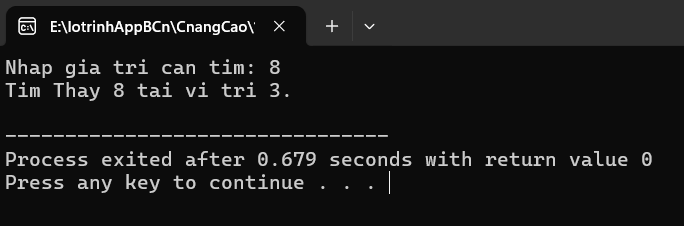 E:\lotrinhAppBCn\CnangCao\
Nhap gia tri can tim: 8
Tim Thay 8 tai vi tri 3.
--------------------------------
Process exited after 0.679 seconds with return value 0
Press any key to continue . . .